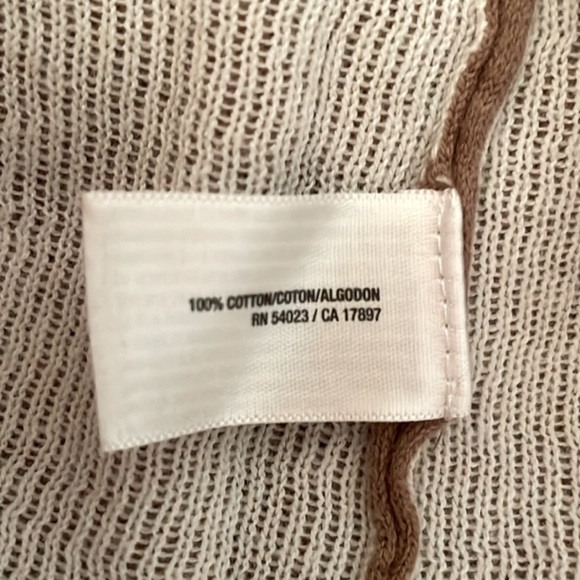 100% COTTON/COTON/ALGODON
RN 54023 / CA 17897